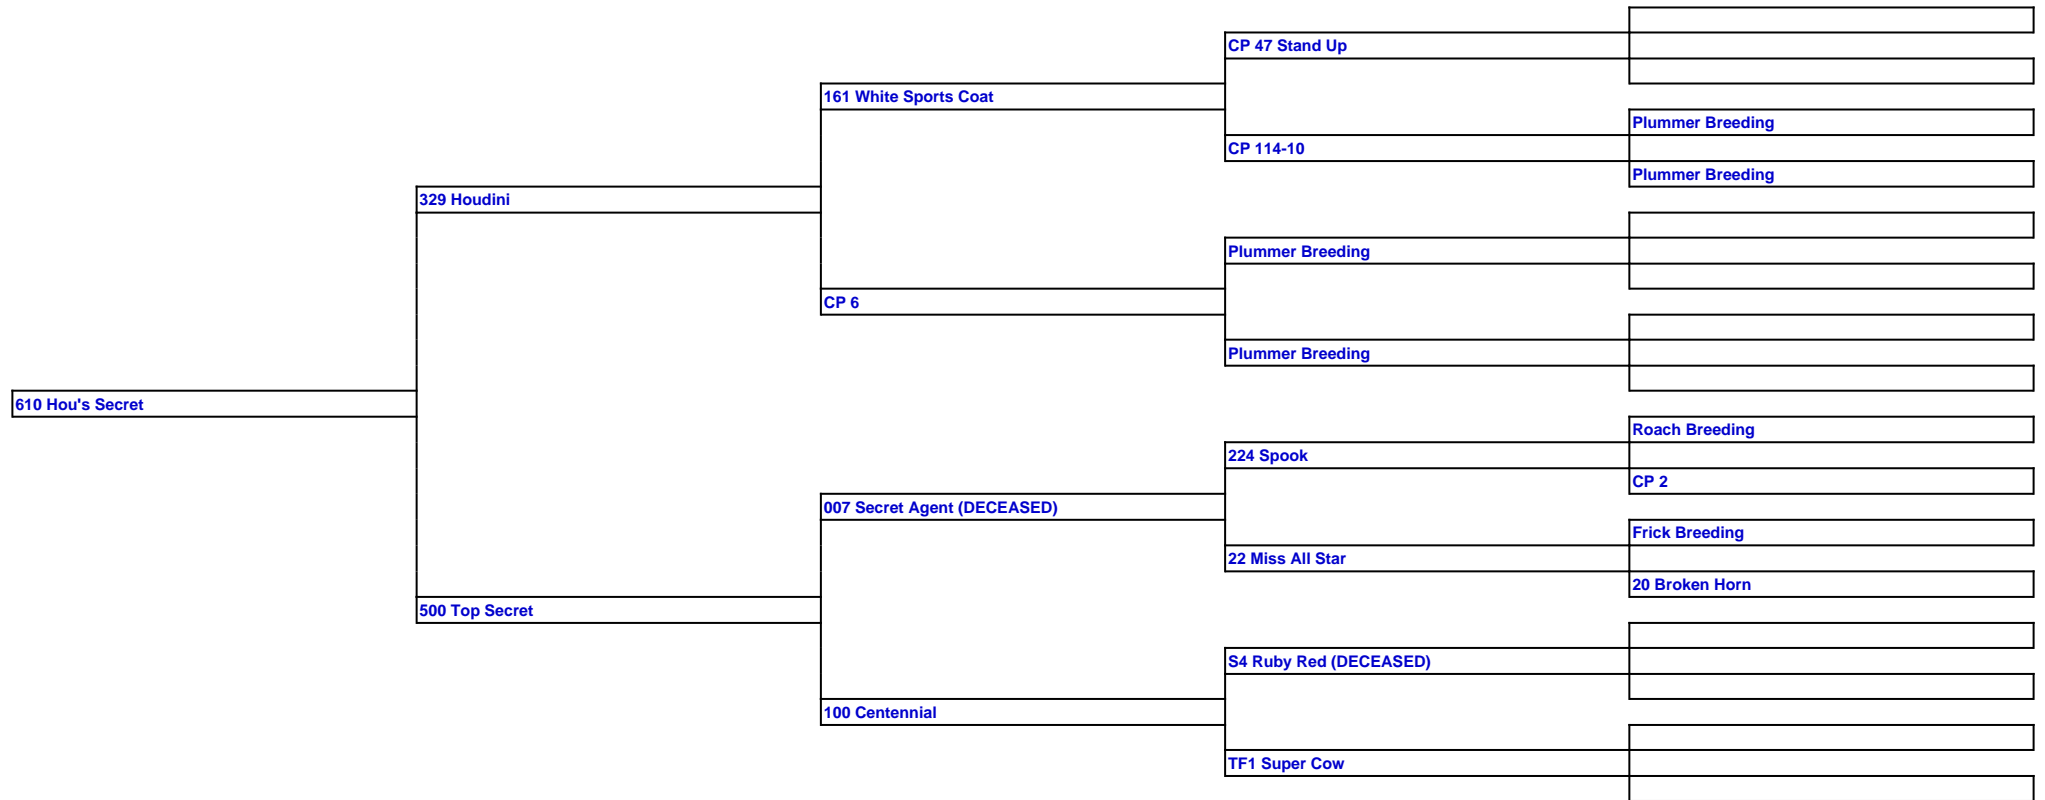 CP 47 Stand Up
161 White Sports Coat
Plummer Breeding
CP 114-10
Plummer Breeding
329 Houdini
Plummer Breeding
CP 6
Plummer Breeding
610 Hou's Secret
Roach Breeding
224 Spook
CP 2
007 Secret Agent (DECEASED)
Frick Breeding
22 Miss All Star
20 Broken Horn
500 Top Secret
S4 Ruby Red (DECEASED)
100 Centennial
TF1 Super Cow